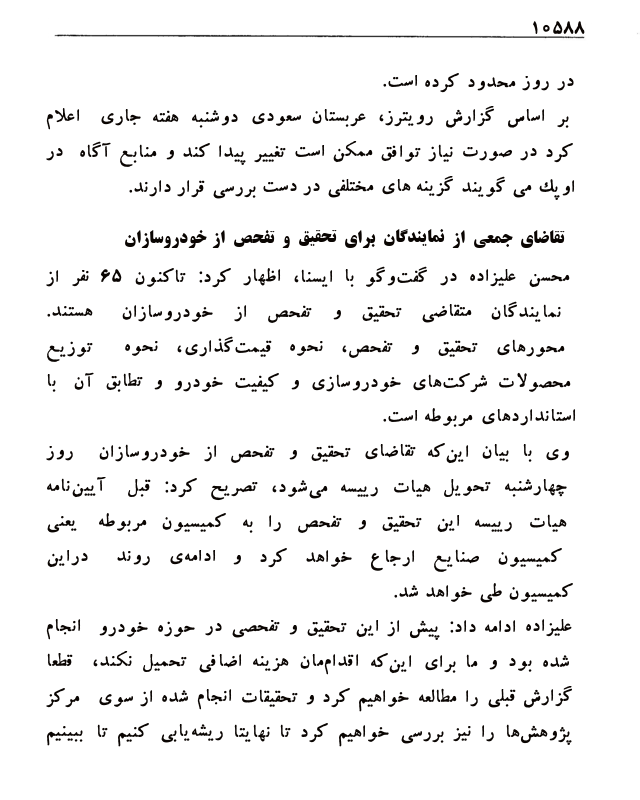 ۱۰۵۸۸
در روز محدود کرده است.
بر اساس گزارش رویترز، عربستان سعودی دوشنبه هفته جاری اعلام
کرد در صورت نیاز توافق ممکن است تغییر پیدا کند و منابع آگاه در
اوپك می گویند گزینه های مختلفی در دست بررسی قرار دارند.
تقاضای جمعی از نمایندگان برای تحقیق و تفحص از خودروسازان
محسن علیزاده در گفت‌وگو با ایسنا، اظهار کرد: تاکنون ۶۵ نفر از
نمایندگان متقاضی تحقیق و تفحص از خودروسازان هستند.
محورهای تحقیق و تفحص، نحوه قیمت‌گذاری، نحوه توزیع
محصولات شرکت‌های خودروسازی و کیفیت خودرو و تطابق آن با
استانداردهای مربوطه است.
وی با بیان این‌که تقاضای تحقیق و تفحص از خودروسازان روز
چهارشنبه تحویل هیات رییسه می‌شود، تصریح کرد: قبل آیین‌نامه
هیات رییسه این تحقیق و تفحص را به کمیسیون مربوطه یعنی
کمیسیون صنایع ارجاع خواهد کرد و ادامه‌ی روند دراین
کمیسیون طی خواهد شد.
علیزاده ادامه داد: پیش از این تحقیق و تفحصی در حوزه خودرو انجام
شده بود و ما برای این‌که اقدام‌مان هزینه اضافی تحمیل نکند، قطعا
گزارش قبلی را مطالعه خواهیم کرد و تحقیقات انجام شده از سوی مرکز
پژوهش‌ها را نیز بررسی خواهیم کرد تا نهایتا ریشه‌یابی کنیم تا ببینیم